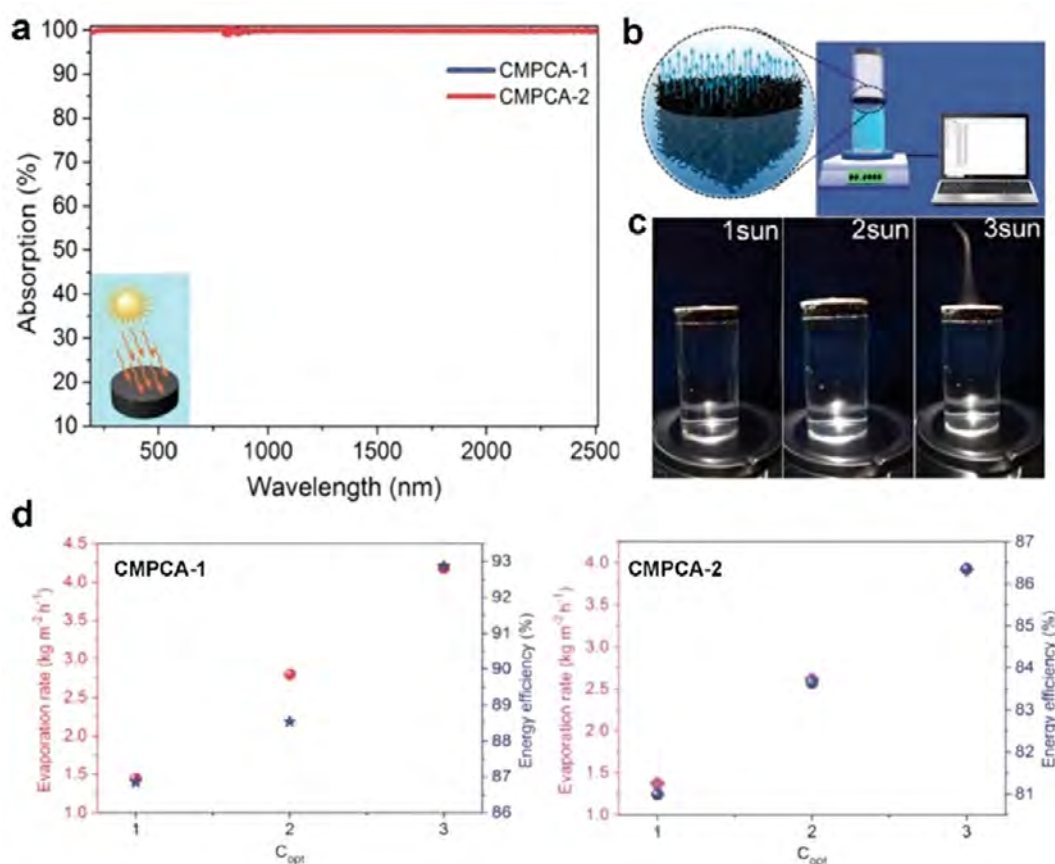 a
100
90
80
70
60
50
40
30
20
10
Absorption (%)
CMPCA-1
CMPCA-2
500
1000
1500
2000
2500
Wavelength (nm)
b
c
1sun
2sun
3sun
d
CMPCA-1
4.5
4.0
3.5
3.0
2.5
2.0
1.5
1.0
Evaporation rate (kg m⁻² h⁻¹)
93
92
91
90
89
88
87
86
Energy efficiency (%)
1
2
3
C_opt
CMPCA-2
4.0
3.5
3.0
2.5
2.0
1.5
1.0
Evaporation rate (kg m⁻² h⁻¹)
87
86
85
84
83
82
81
Energy efficiency (%)
1
2
3
C_opt